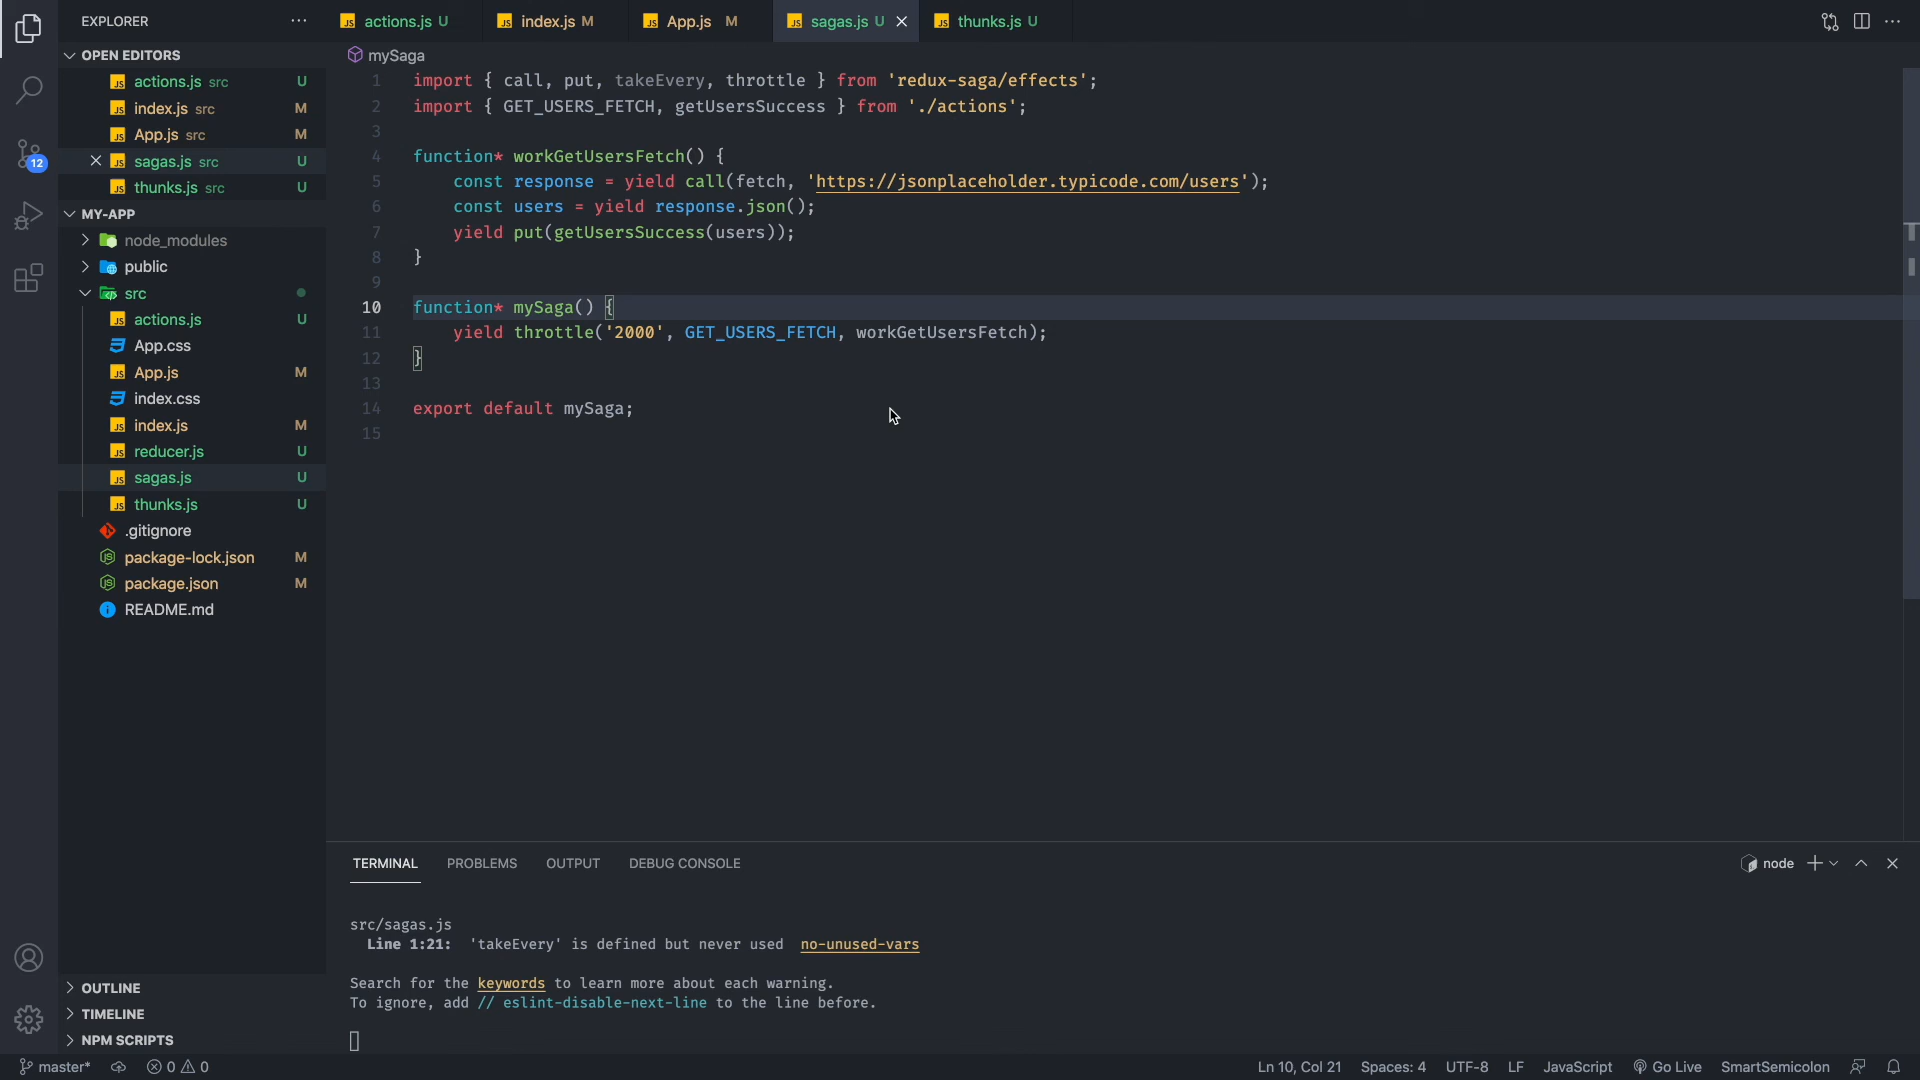 EXPLORER
OPEN EDITORS
actions.js src U
index.js src M
App.js src M
sagas.js src U
thunks.js src U
MY-APP
node_modules
public
src
actions.js U
App.css
App.js M
index.css
index.js M
reducer.js U
sagas.js U
thunks.js U
.gitignore
package-lock.json M
package.json M
README.md
OUTLINE
TIMELINE
NPM SCRIPTS
12
actions.js U index.js M App.js M sagas.js U thunks.js U
mySaga
1 import { call, put, takeEvery, throttle } from 'redux-saga/effects';
2 import { GET_USERS_FETCH, getUsersSuccess } from './actions';
3
4 function* workGetUsersFetch() {
5 const response = yield call(fetch, 'https://jsonplaceholder.typicode.com/users');
6 const users = yield response.json();
7 yield put(getUsersSuccess(users));
8 }
9
10 function* mySaga() {
11 yield throttle('2000', GET_USERS_FETCH, workGetUsersFetch);
12 }
13
14 export default mySaga;
15
TERMINAL PROBLEMS OUTPUT DEBUG CONSOLE node
src/sagas.js
Line 1:21: 'takeEvery' is defined but never used no-unused-vars
Search for the keywords to learn more about each warning.
To ignore, add // eslint-disable-next-line to the line before.
master* 0 0 Ln 10, Col 21 Spaces: 4 UTF-8 LF JavaScript Go Live SmartSemicolon